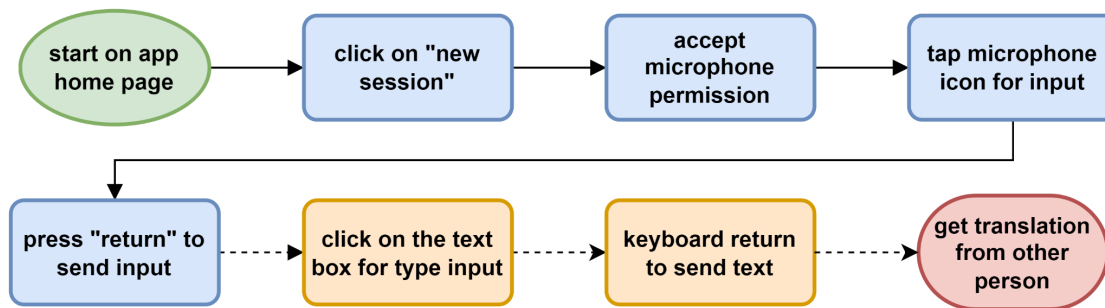 start on app
home page
click on "new
session"
accept
microphone
permission
tap microphone
icon for input
press "return" to
send input
click on the text
box for type input
keyboard return
to send text
get translation
from other
person